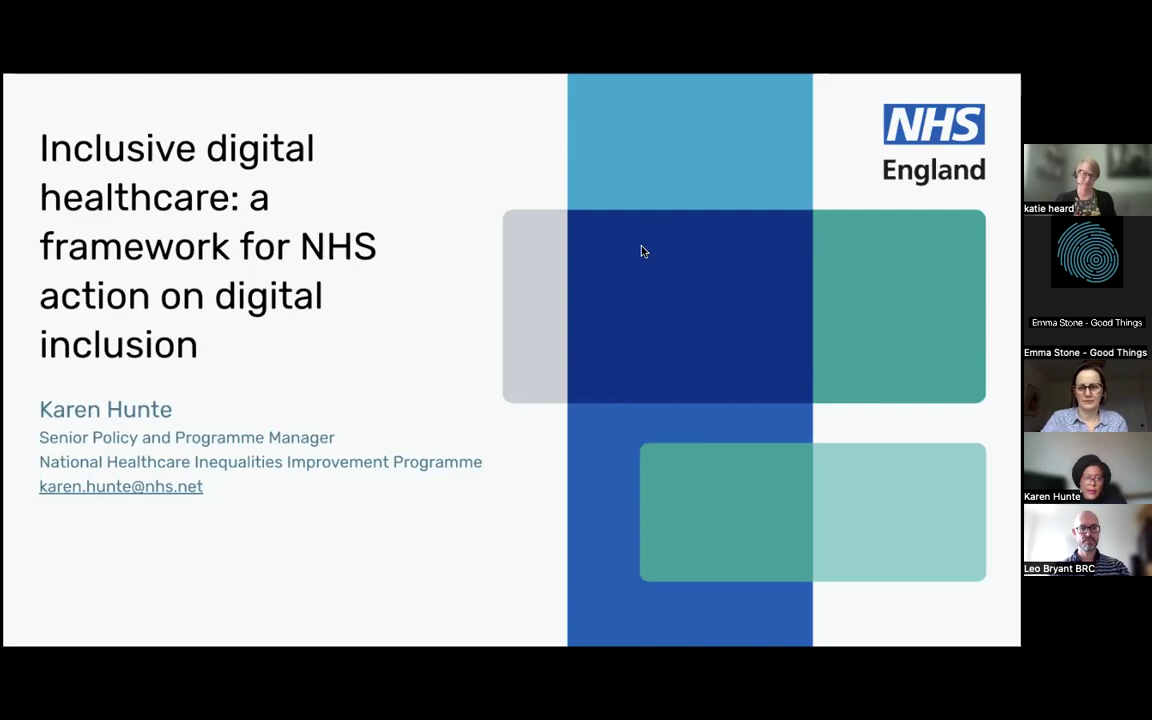 Inclusive digital
healthcare: a
framework for NHS
action on digital
inclusion
Karen Hunte
Senior Policy and Programme Manager
National Healthcare Inequalities Improvement Programme
karen.hunte@nhs.net
NHS
England
katie heard
Emma Stone - Good Things
Emma Stone - Good Things
Karen Hunte
Leo Bryant BRC